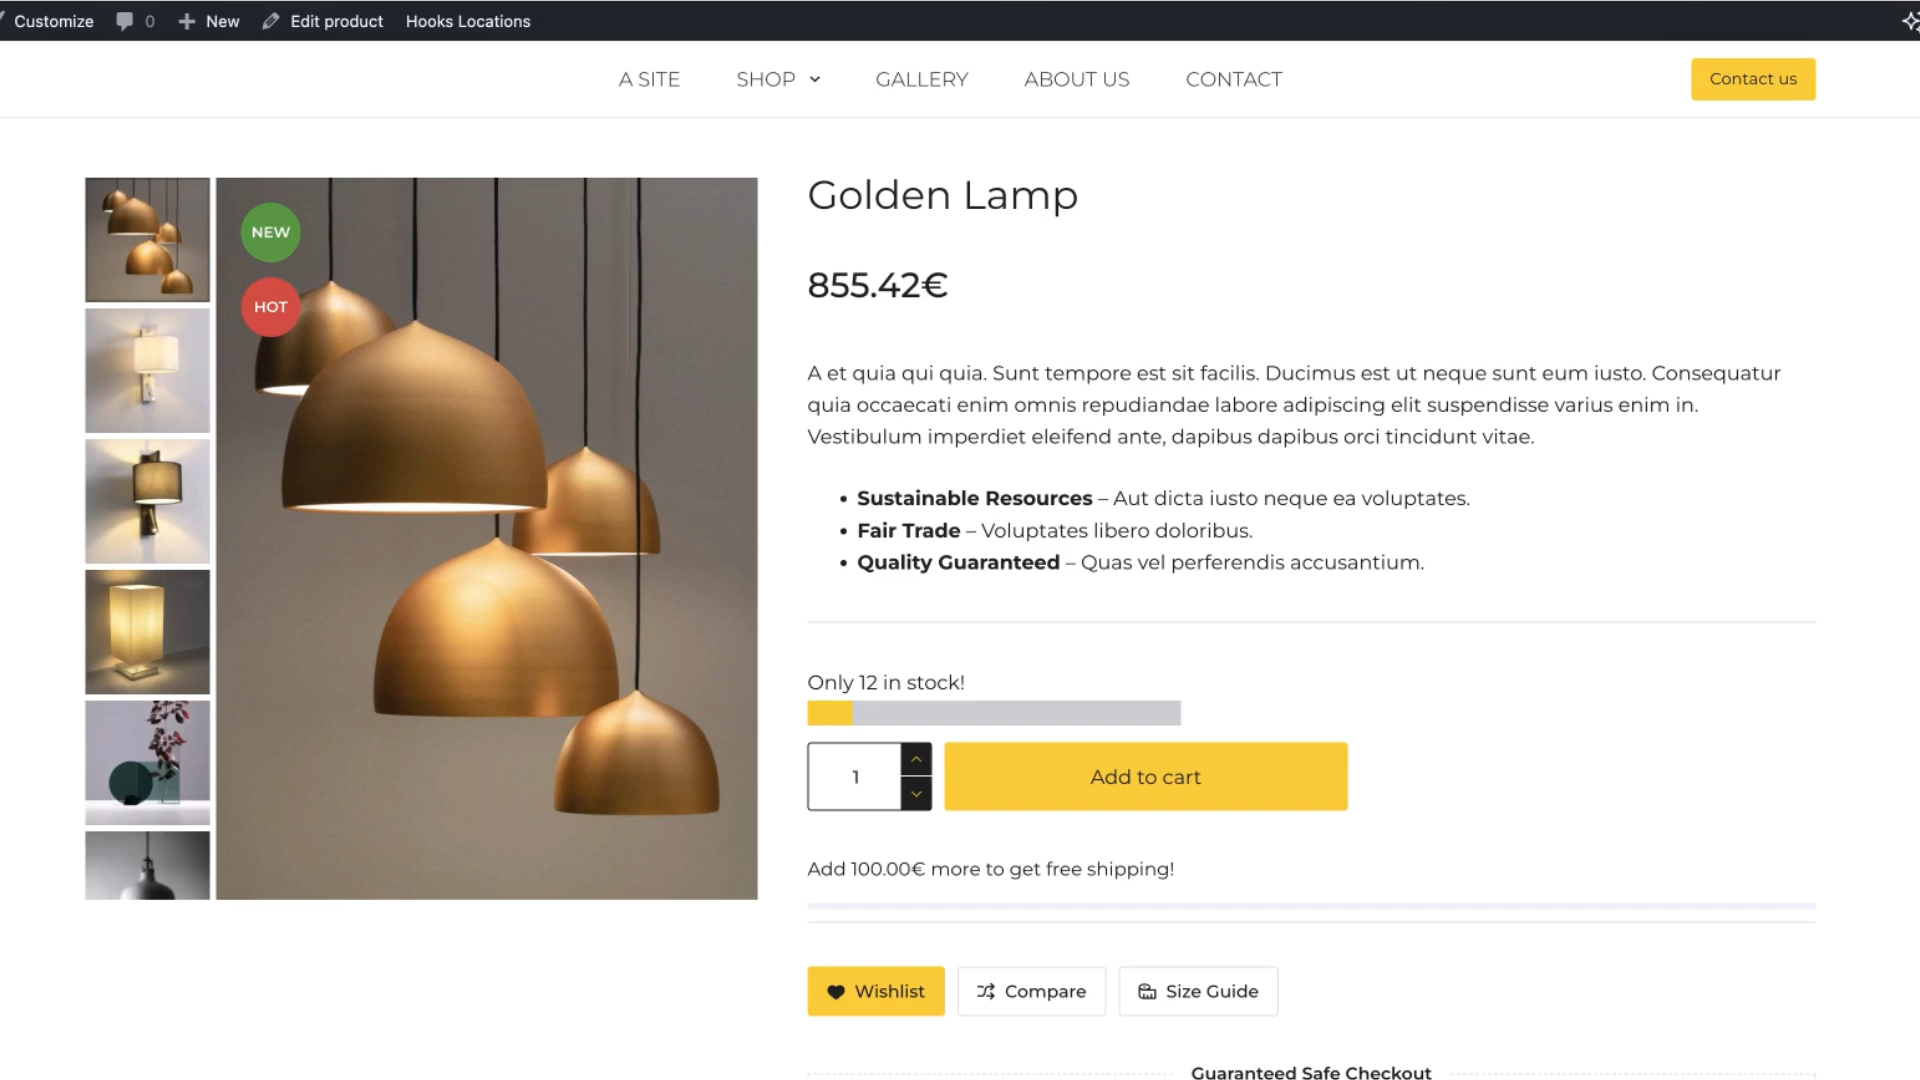 Customize 0 New Edit product Hooks Locations
A SITE SHOP GALLERY ABOUT US CONTACT Contact us
Golden Lamp
NEW
HOT
855.42€
A et quia qui quia. Sunt tempore est sit facilis. Ducimus est ut neque sunt eum iusto. Consequatur
quia occaecati enim omnis repudiandae labore adipiscing elit suspendisse varius enim in.
Vestibulum imperdiet eleifend ante, dapibus dapibus orci tincidunt vitae.
• Sustainable Resources – Aut dicta iusto neque ea voluptates.
• Fair Trade – Voluptates libero doloribus.
• Quality Guaranteed – Quas vel perferendis accusantium.
Only 12 in stock!
1 Add to cart
Add 100.00€ more to get free shipping!
Wishlist Compare Size Guide
Guaranteed Safe Checkout